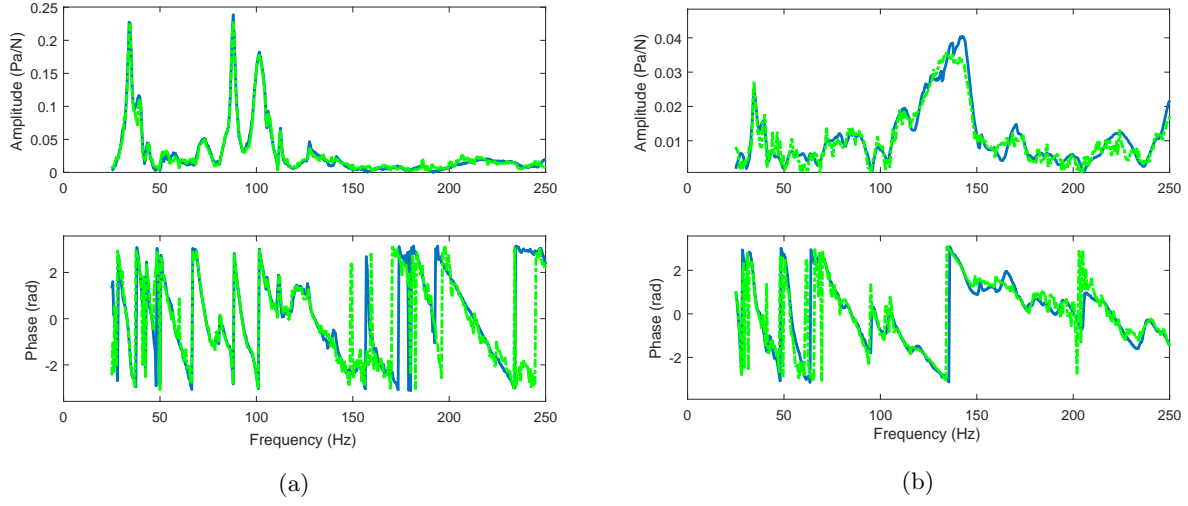 0.25
0.2
0.15
0.1
0.05
0
Amplitude (Pa/N)
0 50 100 150 200 250
2
0
-2
Phase (rad)
0 50 100 150 200 250
Frequency (Hz)
(a)
0.04
0.03
0.02
0.01
Amplitude (Pa/N)
0 50 100 150 200 250
2
0
-2
Phase (rad)
0 50 100 150 200 250
Frequency (Hz)
(b)